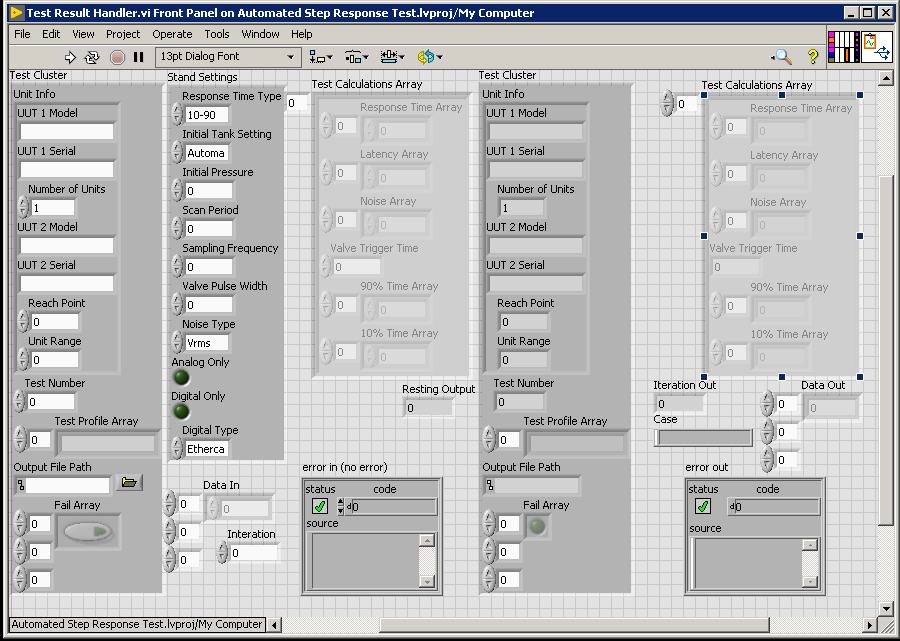 Test Result Handler.vi Front Panel on Automated Step Response Test.lvproj/My Computer
File Edit View Project Operate Tools Window Help
13pt Dialog Font
Test Cluster
Unit Info
UUT 1 Model
UUT 1 Serial
Number of Units
1
UUT 2 Model
UUT 2 Serial
Reach Point
0
Unit Range
0
Test Number
0
Test Profile Array
0
Output File Path
Fail Array
0
0
0
Stand Settings
Response Time Type
10-90
Initial Tank Setting
Automa
Initial Pressure
0
Scan Period
0
Sampling Frequency
0
Valve Pulse Width
0
Noise Type
Vrms
Analog Only
Digital Only
Digital Type
Etherca
Data In
0 0
0
0
Interation
0
Test Calculations Array
0
Response Time Array
0 0
Latency Array
0 0
Noise Array
0 0
Valve Trigger Time
0
90% Time Array
0 0
10% Time Array
0 0
Resting Output
0
error in (no error)
status code
d0
source
Test Cluster
Unit Info
UUT 1 Model
UUT 1 Serial
Number of Units
1
UUT 2 Model
UUT 2 Serial
Reach Point
0
Unit Range
0
Test Number
0
Test Profile Array
0
Output File Path
Fail Array
0
0
0
Test Calculations Array
0
Response Time Array
0 0
Latency Array
0 0
Noise Array
0 0
Valve Trigger Time
0
90% Time Array
0 0
10% Time Array
0 0
Iteration Out
0
Case
Data Out
0 0
0
0
error out
status code
d0
source
Automated Step Response Test.lvproj/My Computer